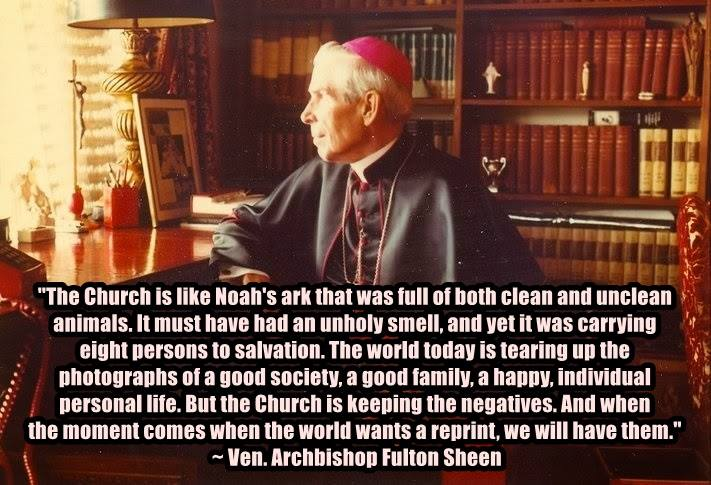 "The Church is like Noah's ark that was full of both clean and unclean
animals. It must have had an unholy smell, and yet it was carrying
eight persons to salvation. The world today is tearing up the
photographs of a good society, a good family, a happy, individual
personal life. But the Church is keeping the negatives. And when
the moment comes when the world wants a reprint, we will have them."
~ Ven. Archbishop Fulton Sheen